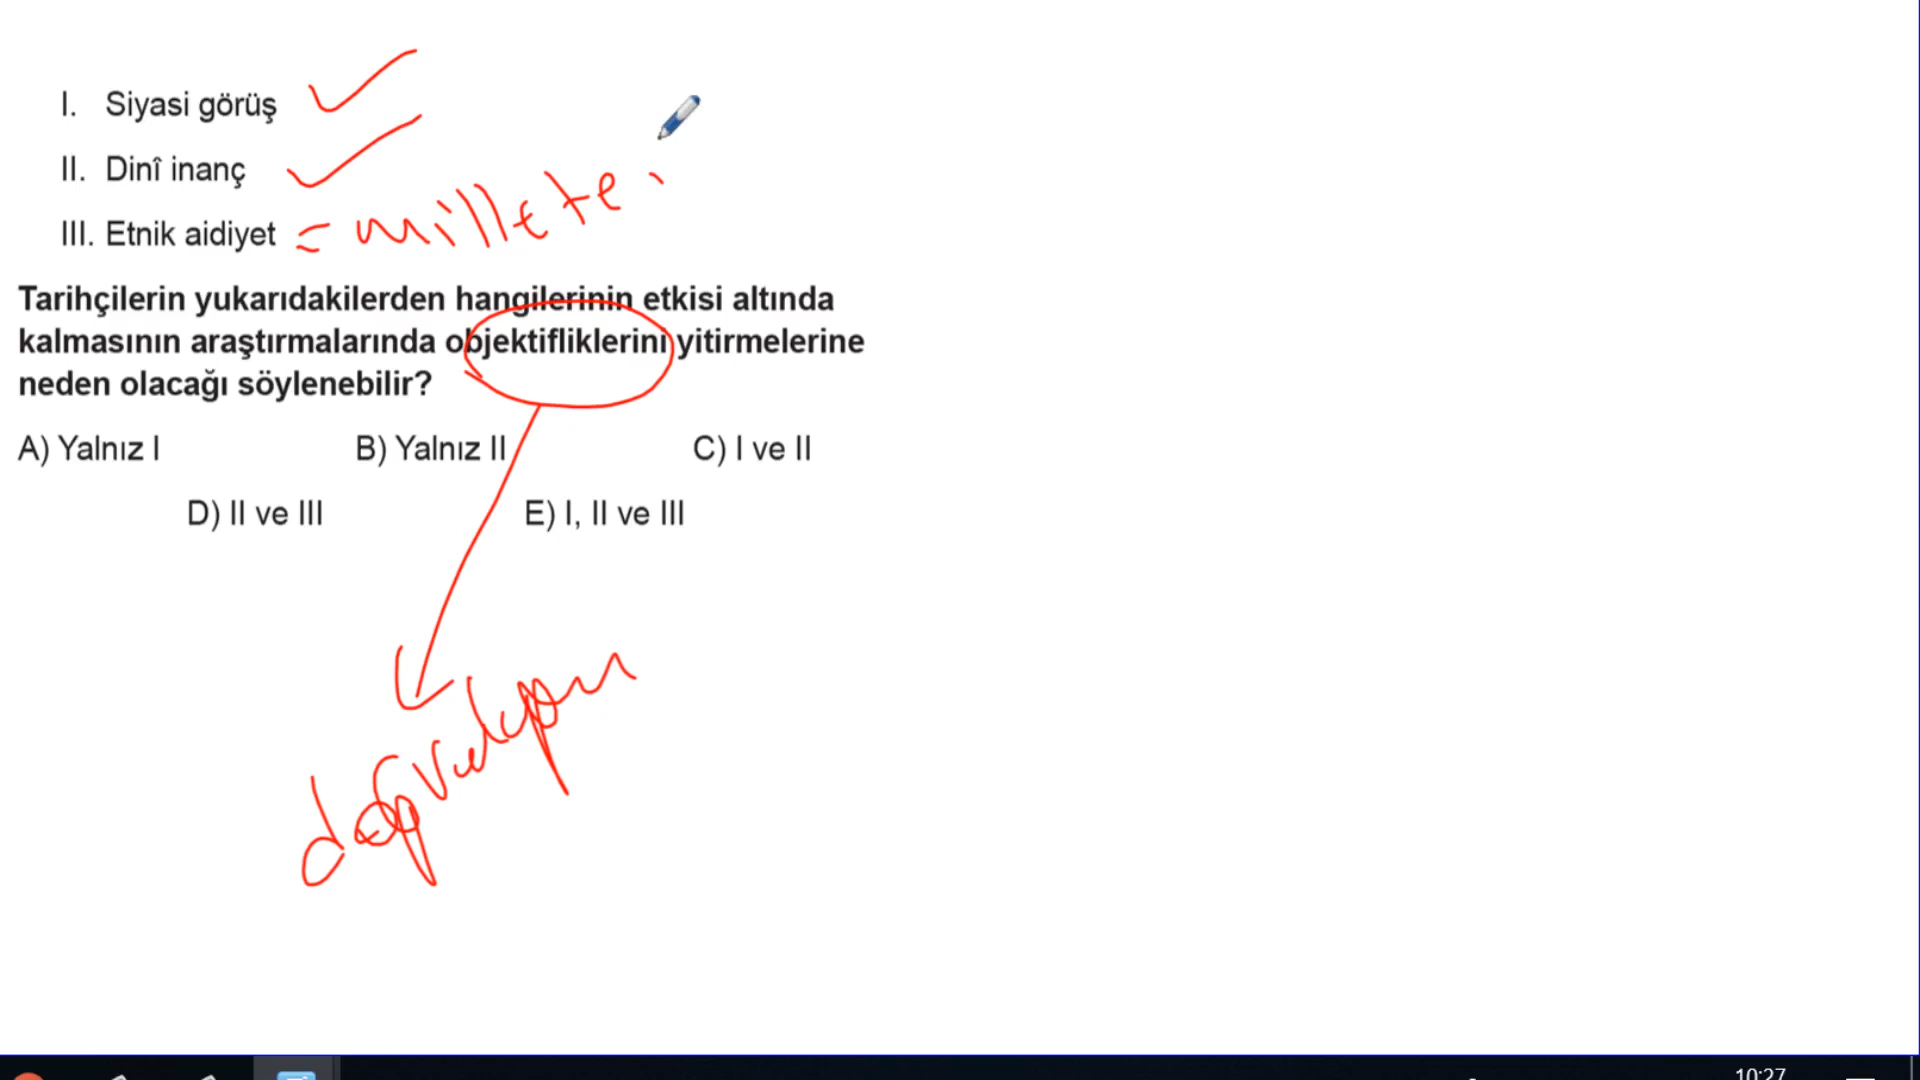 I. Siyasi görüş
II. Dinî inanç
III. Etnik aidiyet = millete
Tarihçilerin yukarıdakilerden hangilerinin etkisi altında
kalmasının araştırmalarında objektifliklerini yitirmelerine
neden olacağı söylenebilir?
A) Yalnız I B) Yalnız II C) I ve II
D) II ve III E) I, II ve III
10:27